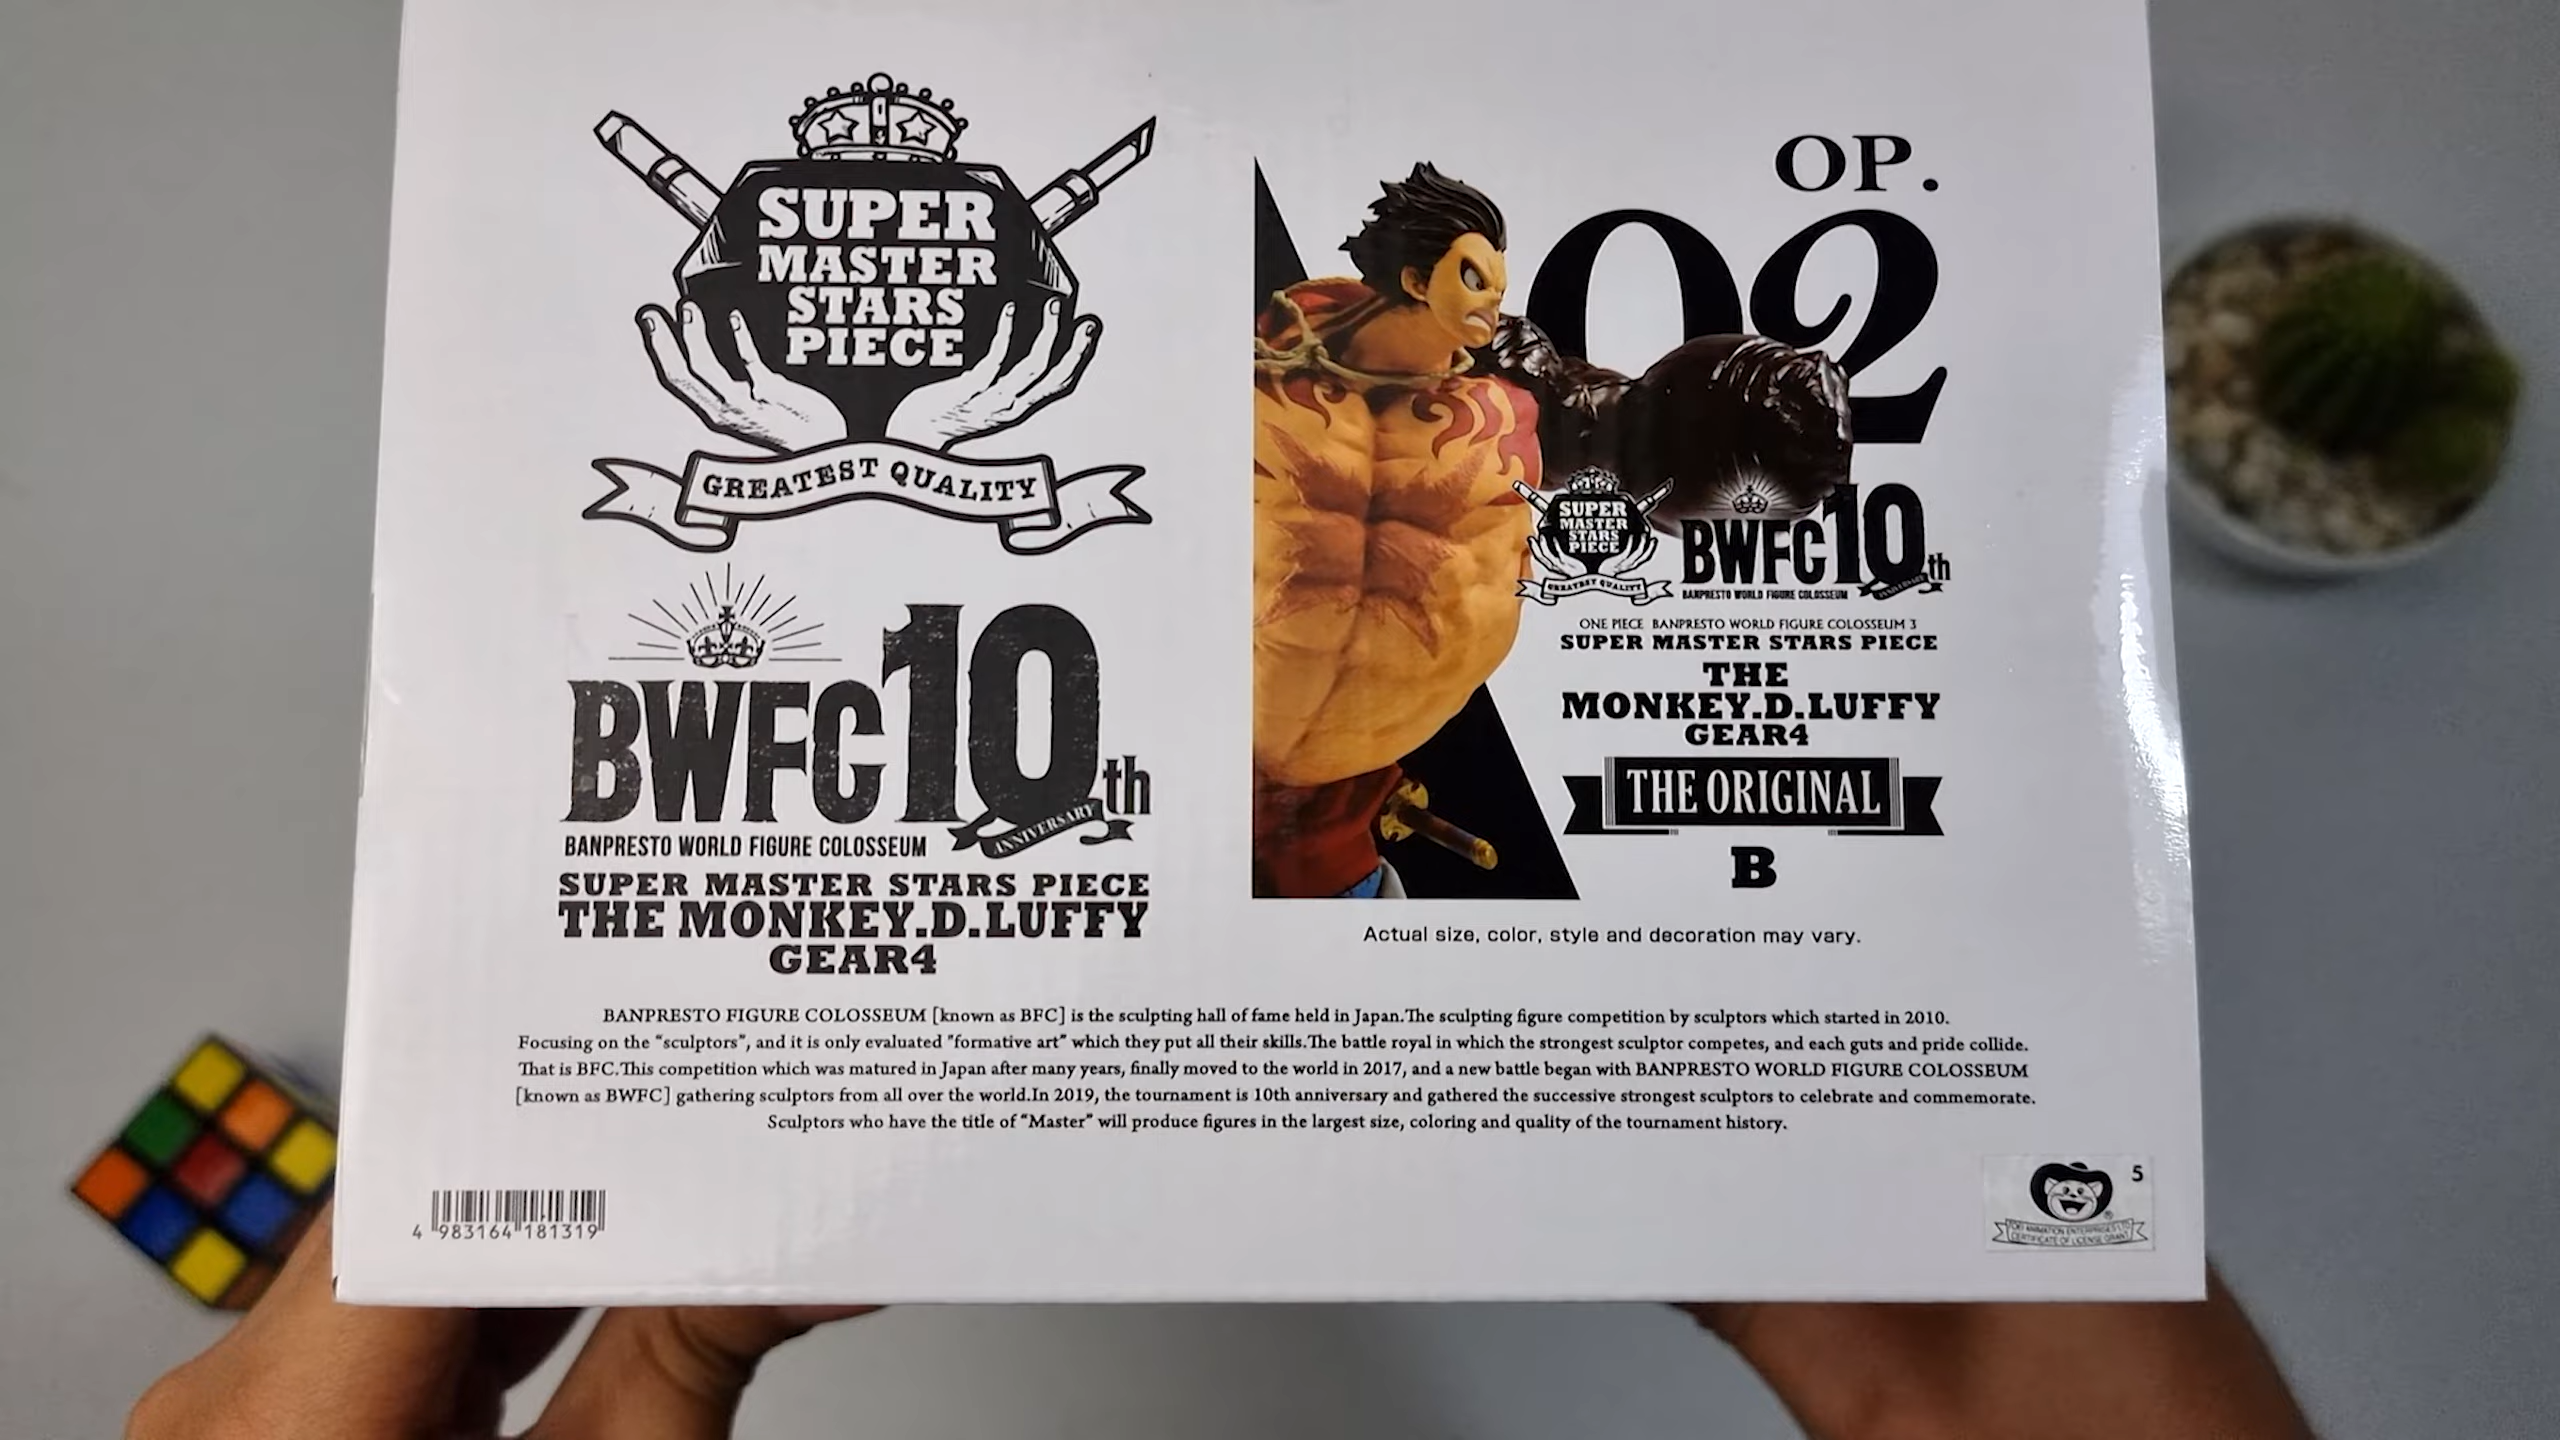 SUPER
MASTER
STARS
PIECE
GREATEST QUALITY
BWFC10th
ANNIVERSARY
BANPRESTO WORLD FIGURE COLOSSEUM
SUPER MASTER STARS PIECE
THE MONKEY.D.LUFFY
GEAR4
OP.
02
SUPER
MASTER
STARS
PIECE
GREATEST QUALITY
BWFC10th
ANNIVERSARY
BANPRESTO WORLD FIGURE COLOSSEUM
ONE PIECE BANPRESTO WORLD FIGURE COLOSSEUM 3
SUPER MASTER STARS PIECE
THE
MONKEY.D.LUFFY
GEAR4
THE ORIGINAL
B
Actual size, color, style and decoration may vary.
BANPRESTO FIGURE COLOSSEUM [known as BFC] is the sculpting hall of fame held in Japan.The sculpting figure competition by sculptors which started in 2010.
Focusing on the "sculptors", and it is only evaluated "formative art" which they put all their skills.The battle royal in which the strongest sculptor competes, and each guts and pride collide.
That is BFC.This competition which was matured in Japan after many years, finally moved to the world in 2017, and a new battle began with BANPRESTO WORLD FIGURE COLOSSEUM
[known as BWFC] gathering sculptors from all over the world.In 2019, the tournament is 10th anniversary and gathered the successive strongest sculptors to celebrate and commemorate.
Sculptors who have the title of "Master" will produce figures in the largest size, coloring and quality of the tournament history.
4 983164 181319
5
®
TOEI ANIMATION ENTERPRISES LTD
CERTIFICATE OF LICENSE GRANT